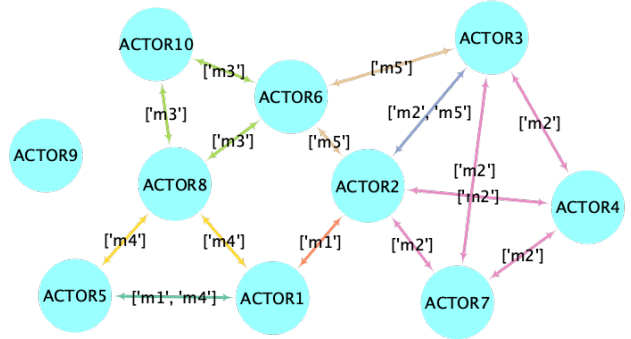 ACTOR3
ACTOR10
['m3']
['m5']
ACTOR6
['m3']
['m2', 'm5']
['m2']
['m3']
['m5']
ACTOR9
['m2']
ACTOR8
ACTOR2
['m2']
ACTOR4
['m4']
['m4']
['m1']
['m2']
['m2']
ACTOR5
['m1', 'm4']
ACTOR1
ACTOR7